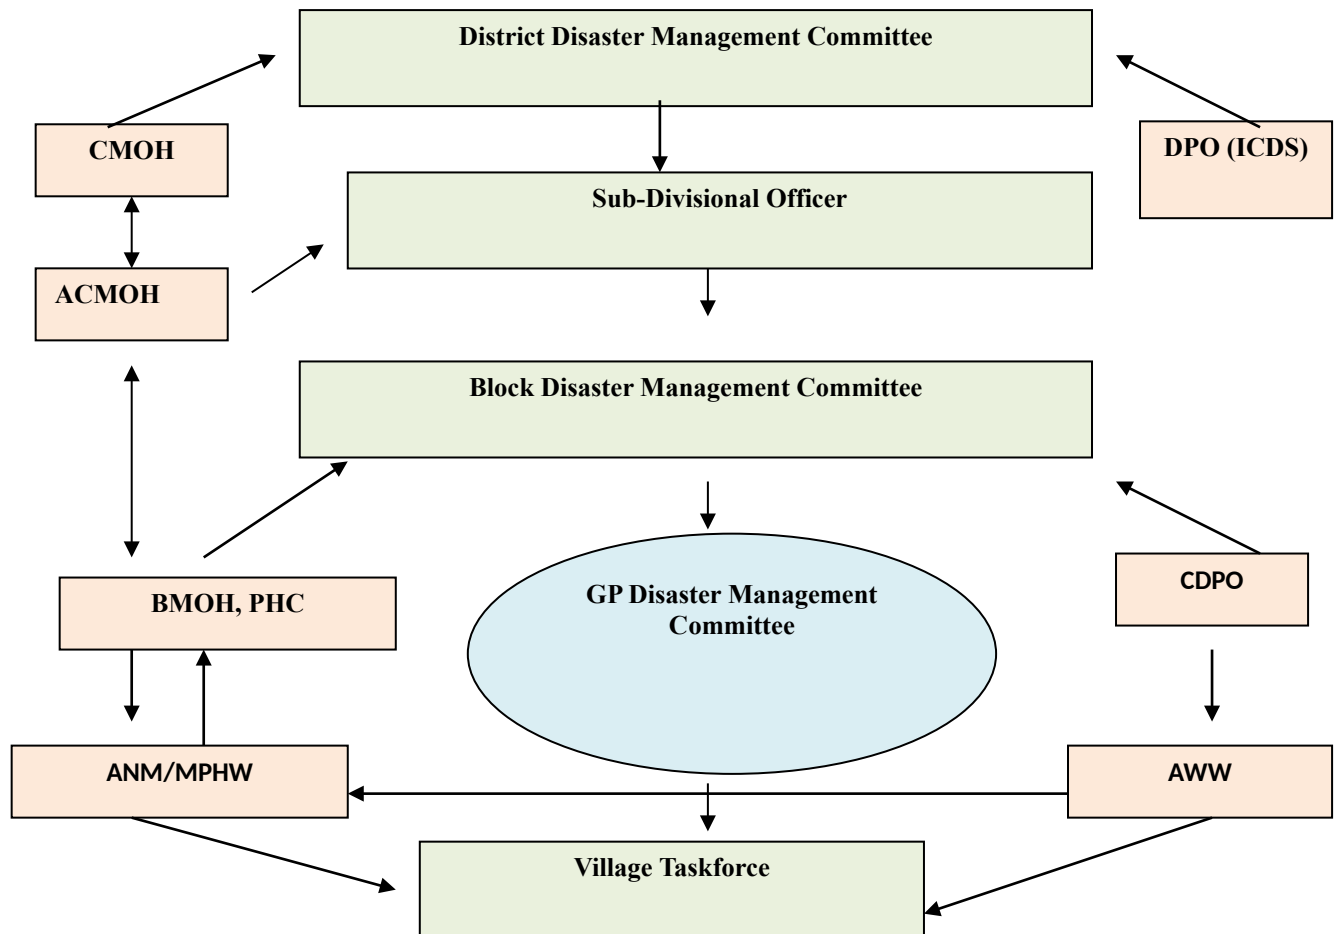 District Disaster Management Committee
CMOH
DPO (ICDS)
Sub-Divisional Officer
ACMOH
Block Disaster Management Committee
BMOH, PHC
GP Disaster Management
Committee
CDPO
ANM/MPHW
AWW
Village Taskforce